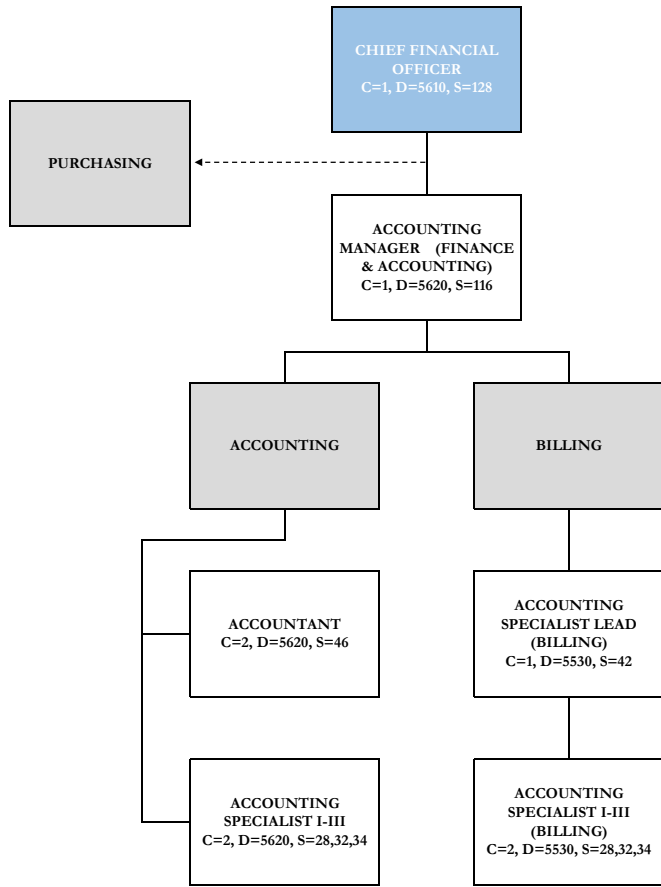 CHIEF FINANCIAL
OFFICER
C=1, D=5610, S=128
PURCHASING
ACCOUNTING
MANAGER (FINANCE
& ACCOUNTING)
C=1, D=5620, S=116
ACCOUNTING
BILLING
ACCOUNTANT
C=2, D=5620, S=46
ACCOUNTING
SPECIALIST LEAD
(BILLING)
C=1, D=5530, S=42
ACCOUNTING
SPECIALIST I-III
C=2, D=5620, S=28,32,34
ACCOUNTING
SPECIALIST I-III
(BILLING)
C=2, D=5530, S=28,32,34